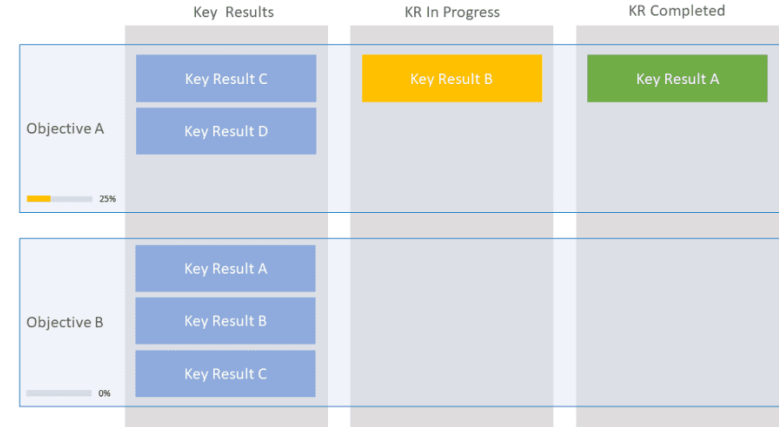 Key Results
KR In Progress
KR Completed
Key Result C
Key Result B
Key Result A
Objective A
Key Result D
25%
Key Result A
Objective B
Key Result B
Key Result C
0%